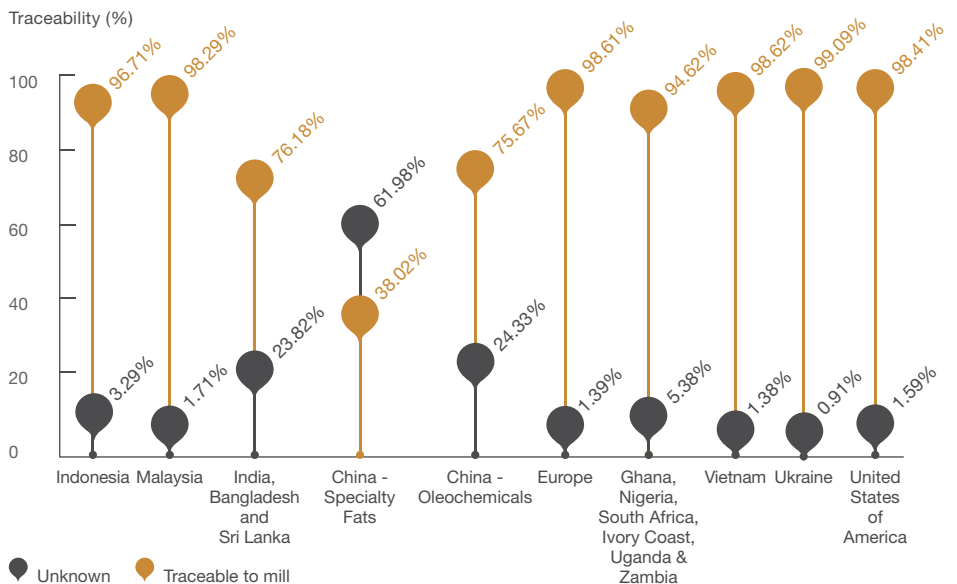 Traceability (%)
100
80
60
40
20
0
96.71%
3.29%
98.29%
1.71%
76.18%
23.82%
61.98%
38.02%
75.67%
24.33%
98.61%
1.39%
94.62%
5.38%
98.62%
1.38%
99.09%
0.91%
98.41%
1.59%
Indonesia
Malaysia
India,
Bangladesh
and
Sri Lanka
China -
Specialty
Fats
China -
Oleochemicals
Europe
Ghana,
Nigeria,
South Africa,
Ivory Coast,
Uganda &
Zambia
Vietnam
Ukraine
United
States
of
America
Unknown
Traceable to mill